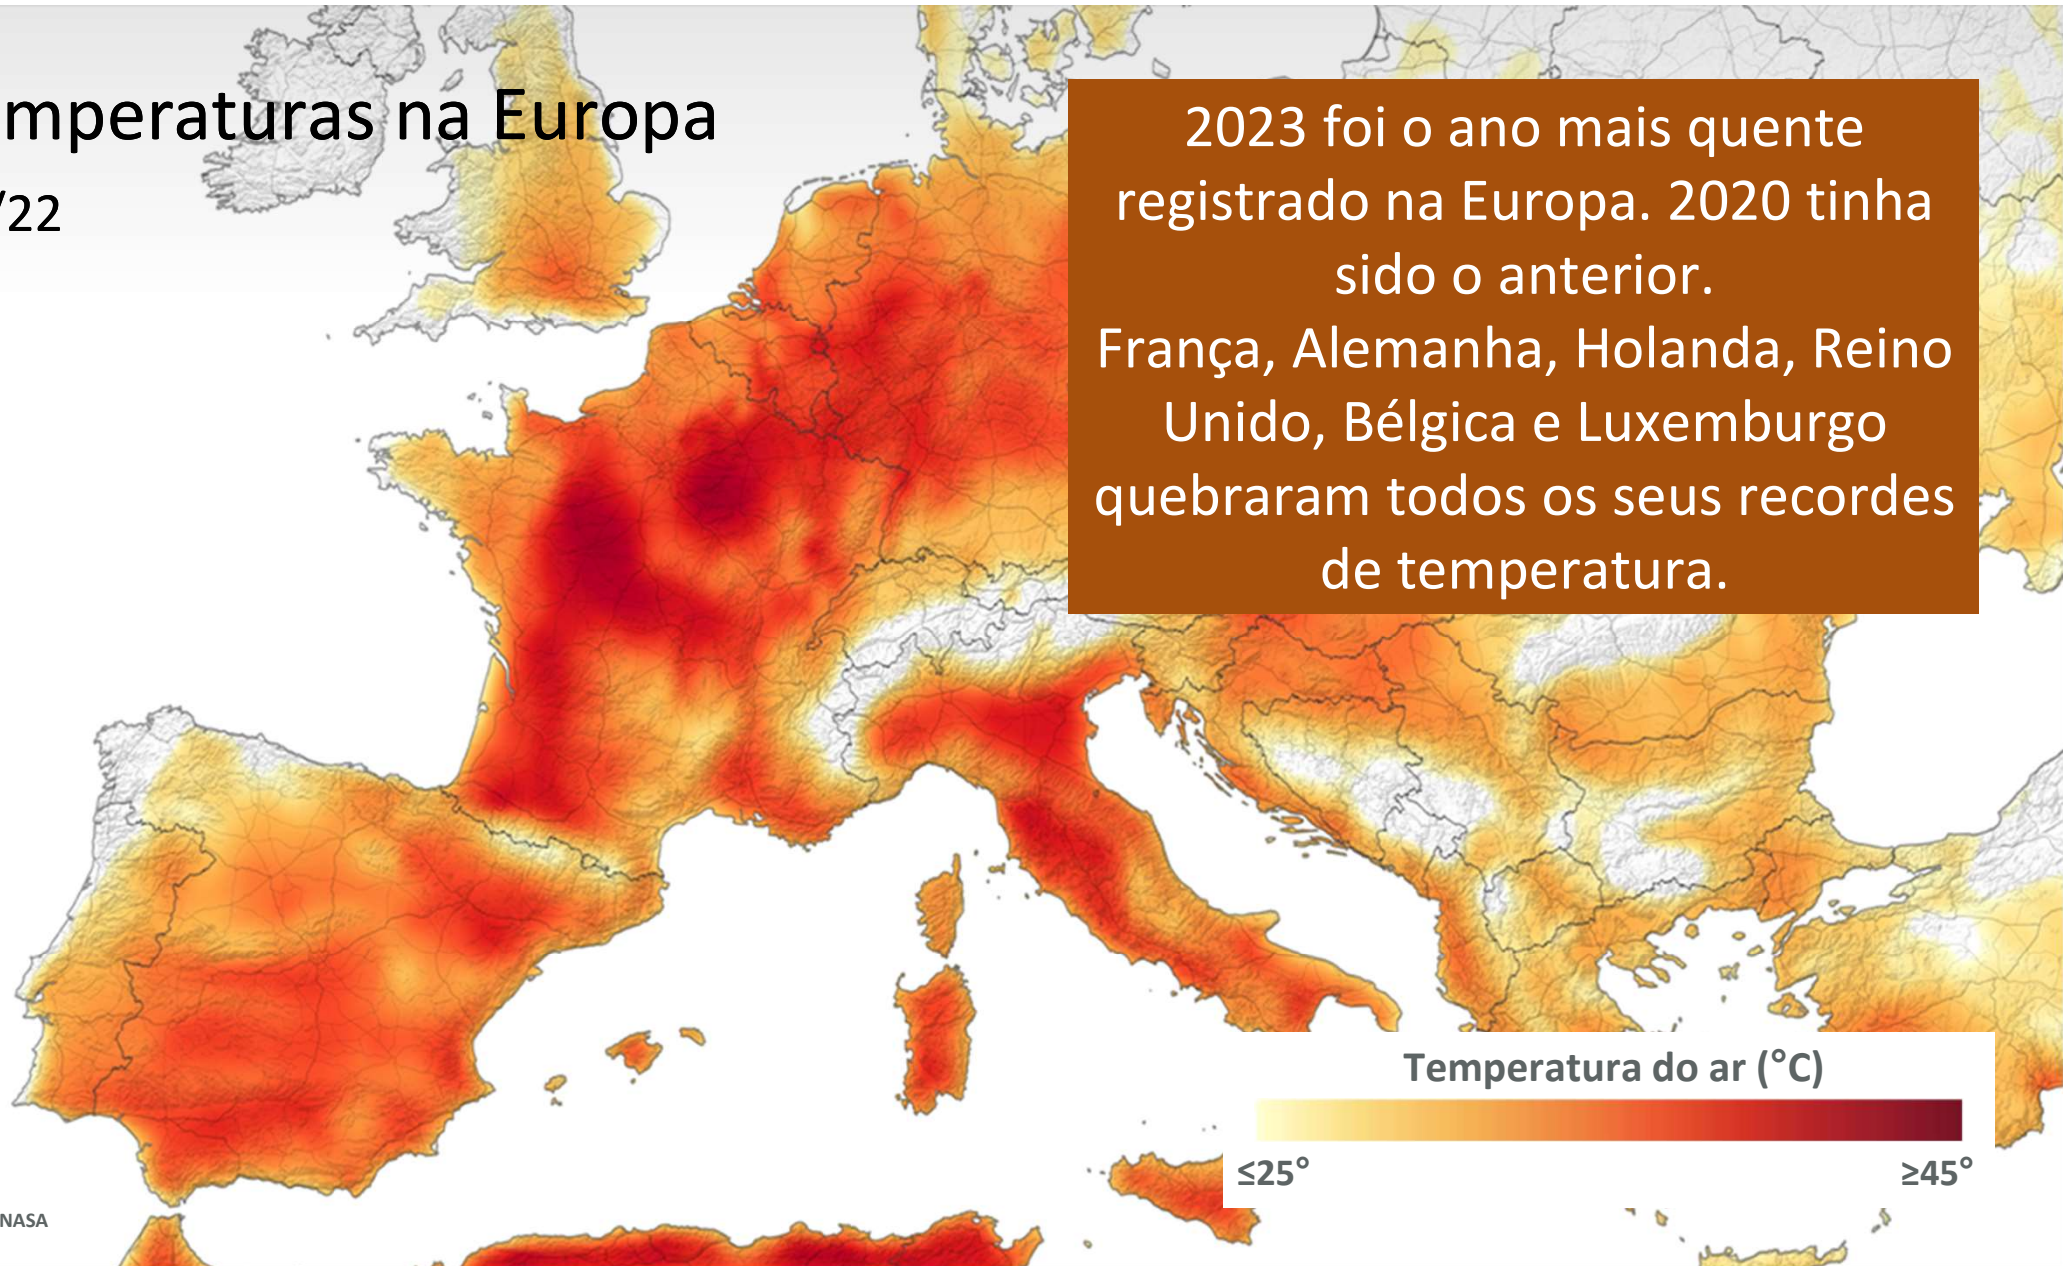 mperaturas na Europa
/22
2023 foi o ano mais quente
registrado na Europa. 2020 tinha
sido o anterior.
França, Alemanha, Holanda, Reino
Unido, Bélgica e Luxemburgo
quebraram todos os seus recordes
de temperatura.
Temperatura do ar (°C)
≤25°
≥45°
NASA